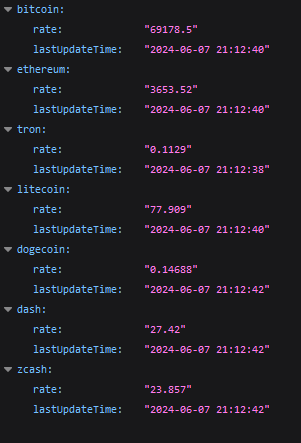 bitcoin:
rate: "69178.5"
lastUpdateTime: "2024-06-07 21:12:40"
ethereum:
rate: "3653.52"
lastUpdateTime: "2024-06-07 21:12:40"
tron:
rate: "0.1129"
lastUpdateTime: "2024-06-07 21:12:38"
litecoin:
rate: "77.909"
lastUpdateTime: "2024-06-07 21:12:40"
dogecoin:
rate: "0.14688"
lastUpdateTime: "2024-06-07 21:12:42"
dash:
rate: "27.42"
lastUpdateTime: "2024-06-07 21:12:42"
zcash:
rate: "23.857"
lastUpdateTime: "2024-06-07 21:12:42"